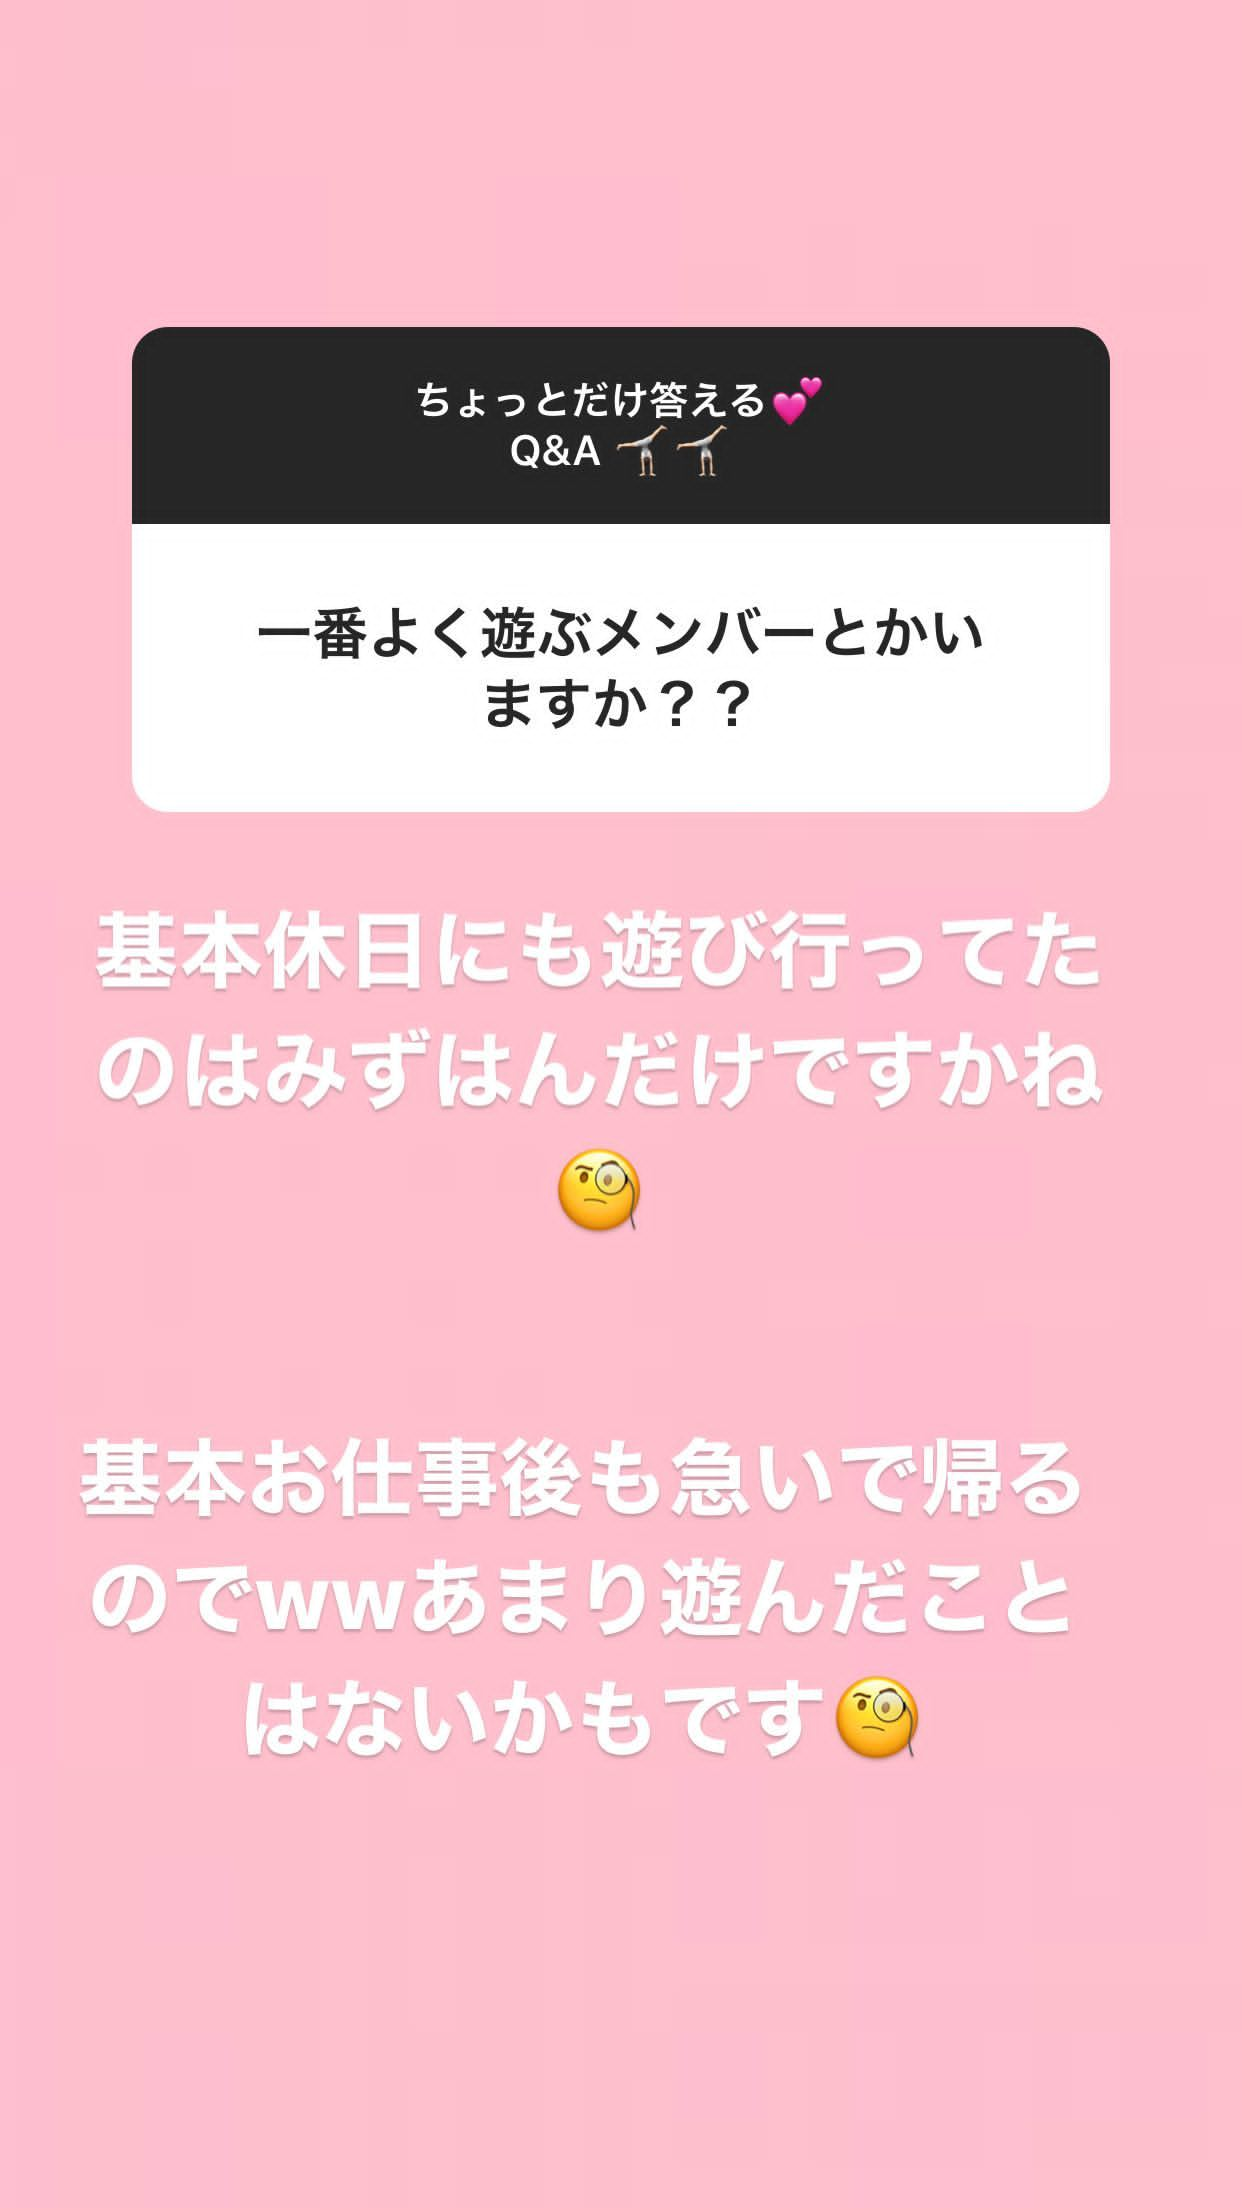 ちょっとだけ答える💕
Q&A 🤸🏻🤸🏻
一番よく遊ぶメンバーとかい
ますか？？
基本休日にも遊び行ってた
のはみずはんだけですかね
🧐
基本お仕事後も急いで帰る
のでwwあまり遊んだこと
はないかもです🧐